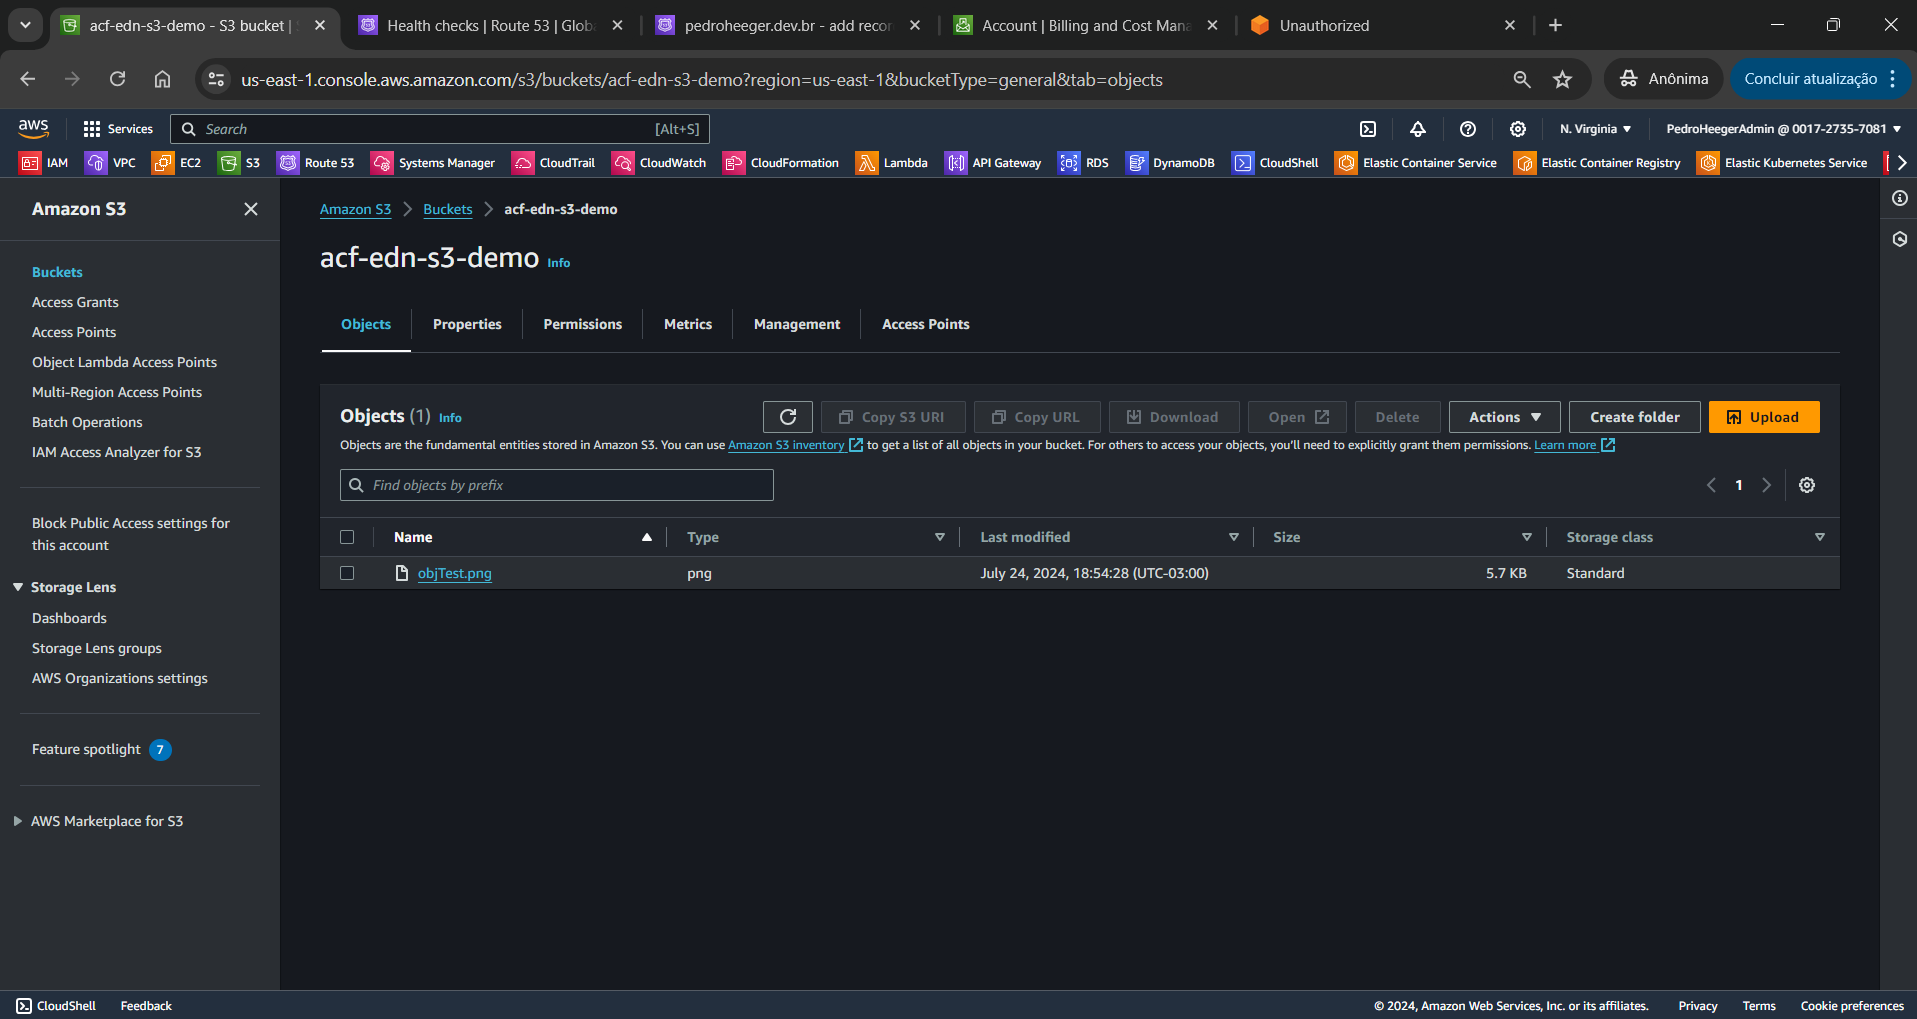 acf-edn-s3-demo - S3 bucket |
Health checks | Route 53 | Globa
pedroheeger.dev.br - add recor
Account | Billing and Cost Mana
Unauthorized
us-east-1.console.aws.amazon.com/s3/buckets/acf-edn-s3-demo?region=us-east-1&bucketType=general&tab=objects
Anônima
Concluir atualização
aws
Services
Search
[Alt+S]
N. Virginia
PedroHeegerAdmin @ 0017-2735-7081
IAM
VPC
EC2
S3
Route 53
Systems Manager
CloudTrail
CloudWatch
CloudFormation
Lambda
API Gateway
RDS
DynamoDB
CloudShell
Elastic Container Service
Elastic Container Registry
Elastic Kubernetes Service
Amazon S3
Buckets
Access Grants
Access Points
Object Lambda Access Points
Multi-Region Access Points
Batch Operations
IAM Access Analyzer for S3
Block Public Access settings for
this account
Storage Lens
Dashboards
Storage Lens groups
AWS Organizations settings
Feature spotlight 7
AWS Marketplace for S3
Amazon S3
Buckets
acf-edn-s3-demo
acf-edn-s3-demo Info
Objects
Properties
Permissions
Metrics
Management
Access Points
Objects (1) Info
Copy S3 URI
Copy URL
Download
Open
Delete
Actions
Create folder
Upload
Objects are the fundamental entities stored in Amazon S3. You can use Amazon S3 inventory to get a list of all objects in your bucket. For others to access your objects, you'll need to explicitly grant them permissions. Learn more
Find objects by prefix
1
Name
Type
Last modified
Size
Storage class
objTest.png
png
July 24, 2024, 18:54:28 (UTC-03:00)
5.7 KB
Standard
CloudShell
Feedback
© 2024, Amazon Web Services, Inc. or its affiliates.
Privacy
Terms
Cookie preferences